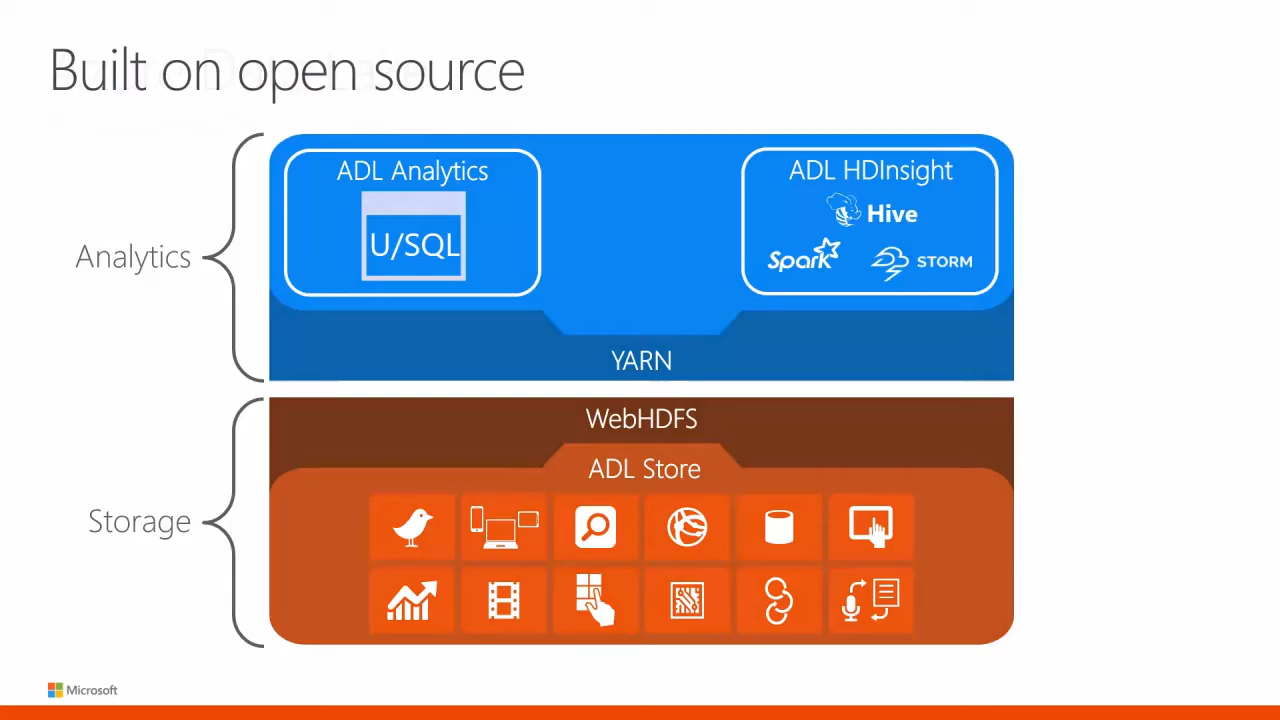 Built on open source
ADL Analytics
U/SQL
ADL HDInsight
Hive
Spark
STORM
Analytics
YARN
WebHDFS
ADL Store
Storage
Microsoft